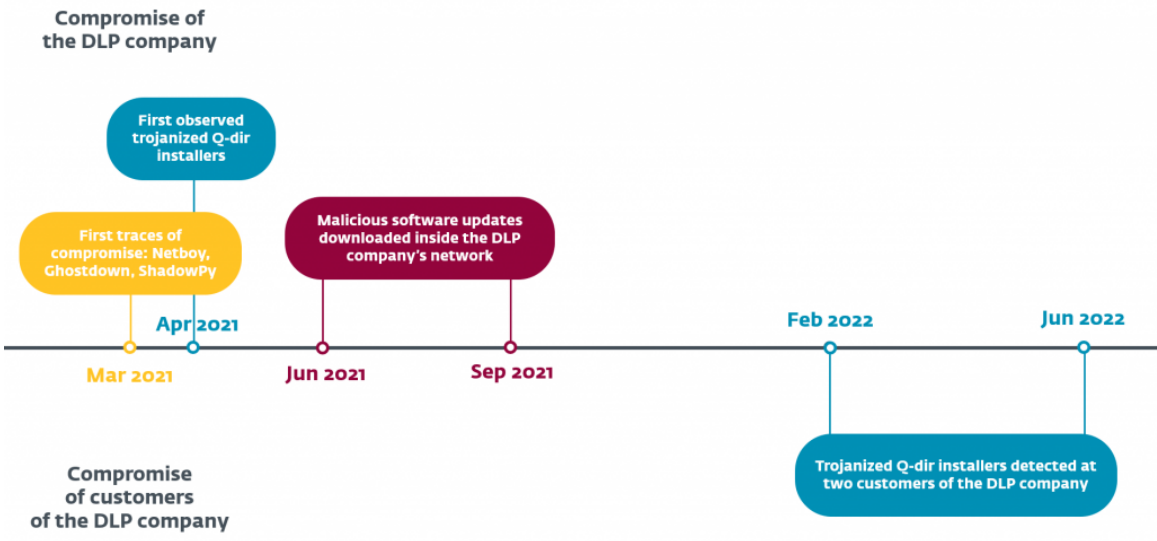 Compromise of
the DLP company
First observed
trojanized Q-dir
installers
First traces of
compromise: Netboy,
Ghostdown, ShadowPy
Malicious software updates
downloaded inside the DLP
company's network
Apr 2021
Feb 2022
Jun 2022
Mar 2021
Jun 2021
Sep 2021
Trojanized Q-dir installers detected at
two customers of the DLP company
Compromise
of customers
of the DLP company